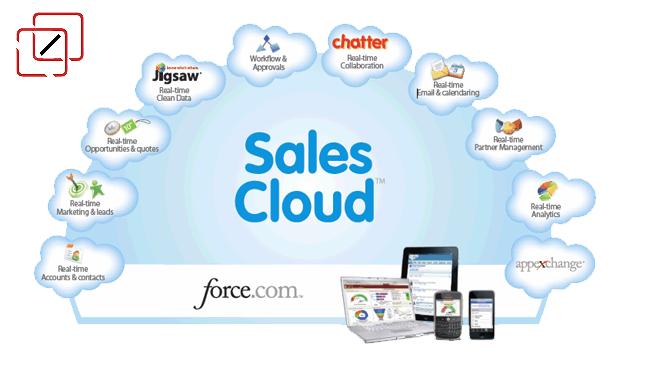 chatter
Real-time
Collaboration
Workflow &
Approvals
Jigsaw
Real-time
Clean Data
Real-time
Email & calendaring
Real-time
Opportunities & quotes
Real-time
Partner Management
Sales
Cloud™
Real-time
Marketing & leads
Real-time
Analytics
Real-time
Accounts & contacts
appexchange
force.com